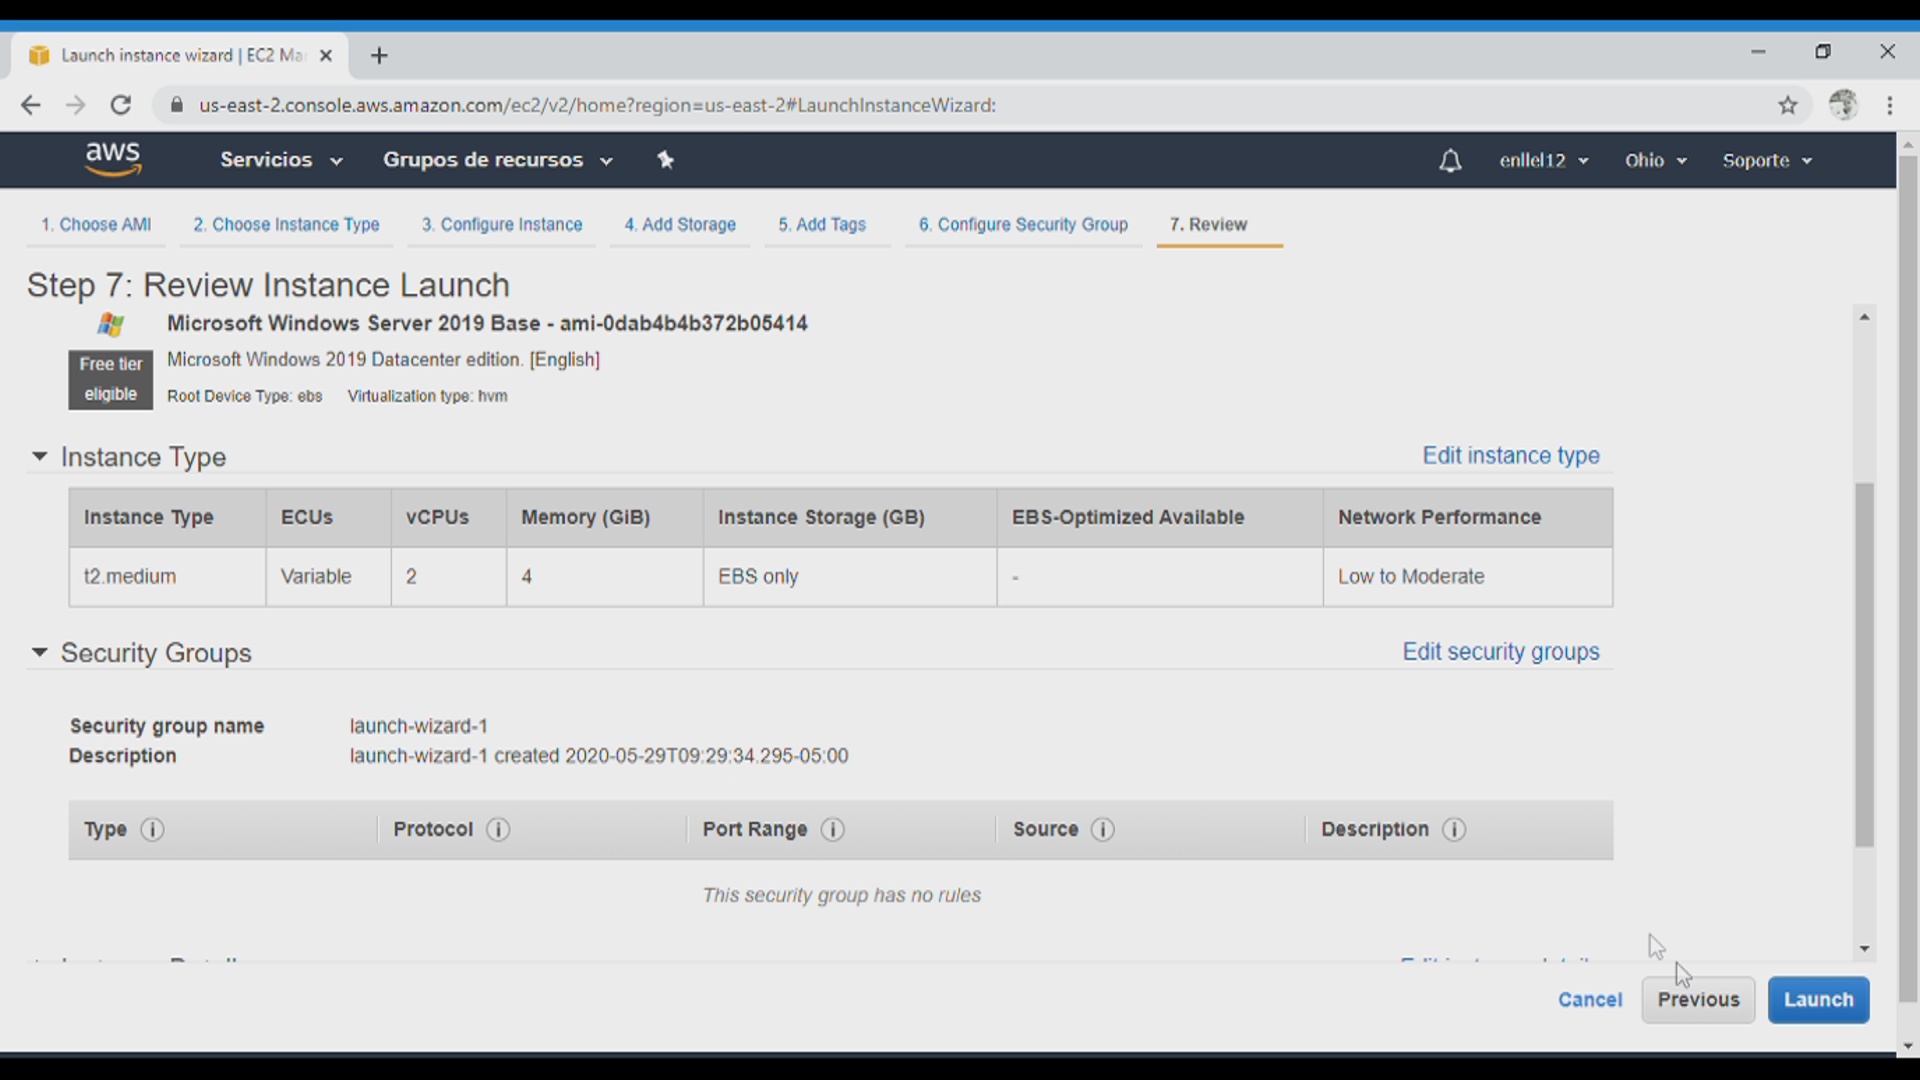 Launch instance wizard | EC2 Ma
us-east-2.console.aws.amazon.com/ec2/v2/home?region=us-east-2#LaunchInstanceWizard:
aws Servicios Grupos de recursos enllel12 Ohio Soporte
1. Choose AMI 2. Choose Instance Type 3. Configure Instance 4. Add Storage 5. Add Tags 6. Configure Security Group 7. Review
Step 7: Review Instance Launch
Microsoft Windows Server 2019 Base - ami-0dab4b4b372b05414
Free tier
eligible
Microsoft Windows 2019 Datacenter edition. [English]
Root Device Type: ebs Virtualization type: hvm
Instance Type Edit instance type
Instance Type ECUs vCPUs Memory (GiB) Instance Storage (GB) EBS-Optimized Available Network Performance
t2.medium Variable 2 4 EBS only - Low to Moderate
Security Groups Edit security groups
Security group name launch-wizard-1
Description launch-wizard-1 created 2020-05-29T09:29:34.295-05:00
Type Protocol Port Range Source Description
This security group has no rules
Cancel Previous Launch